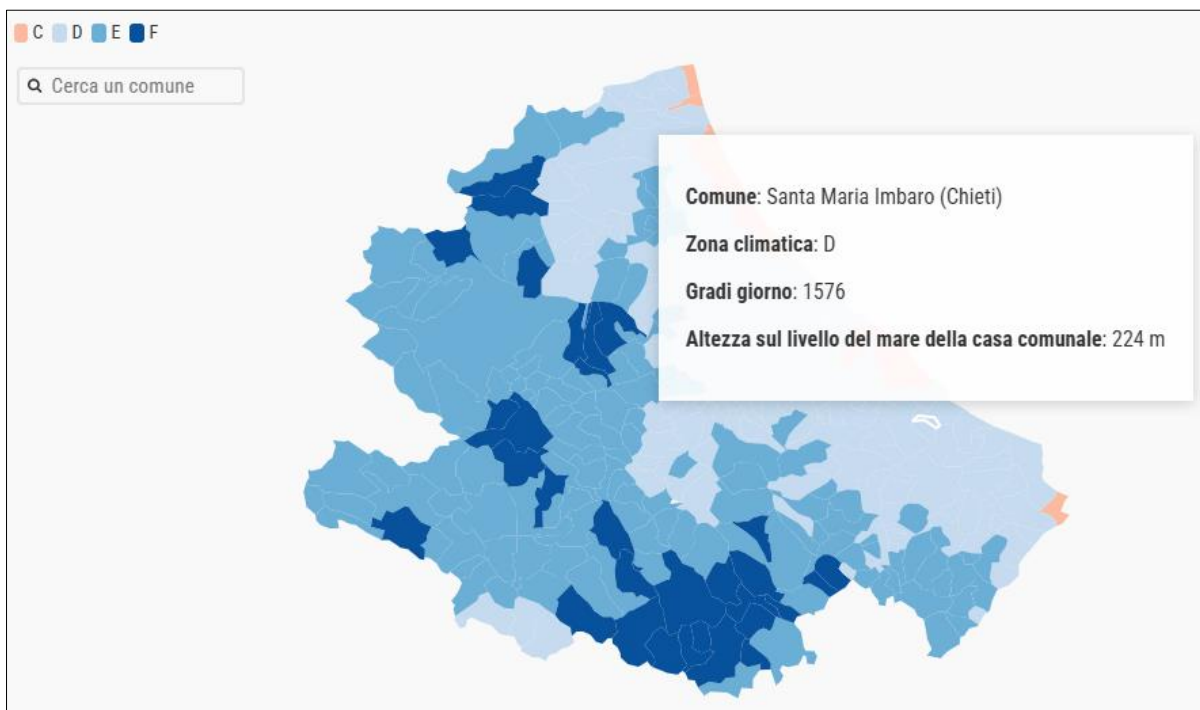 C D E F
Cerca un comune
Comune: Santa Maria Imbaro (Chieti)
Zona climatica: D
Gradi giorno: 1576
Altezza sul livello del mare della casa comunale: 224 m